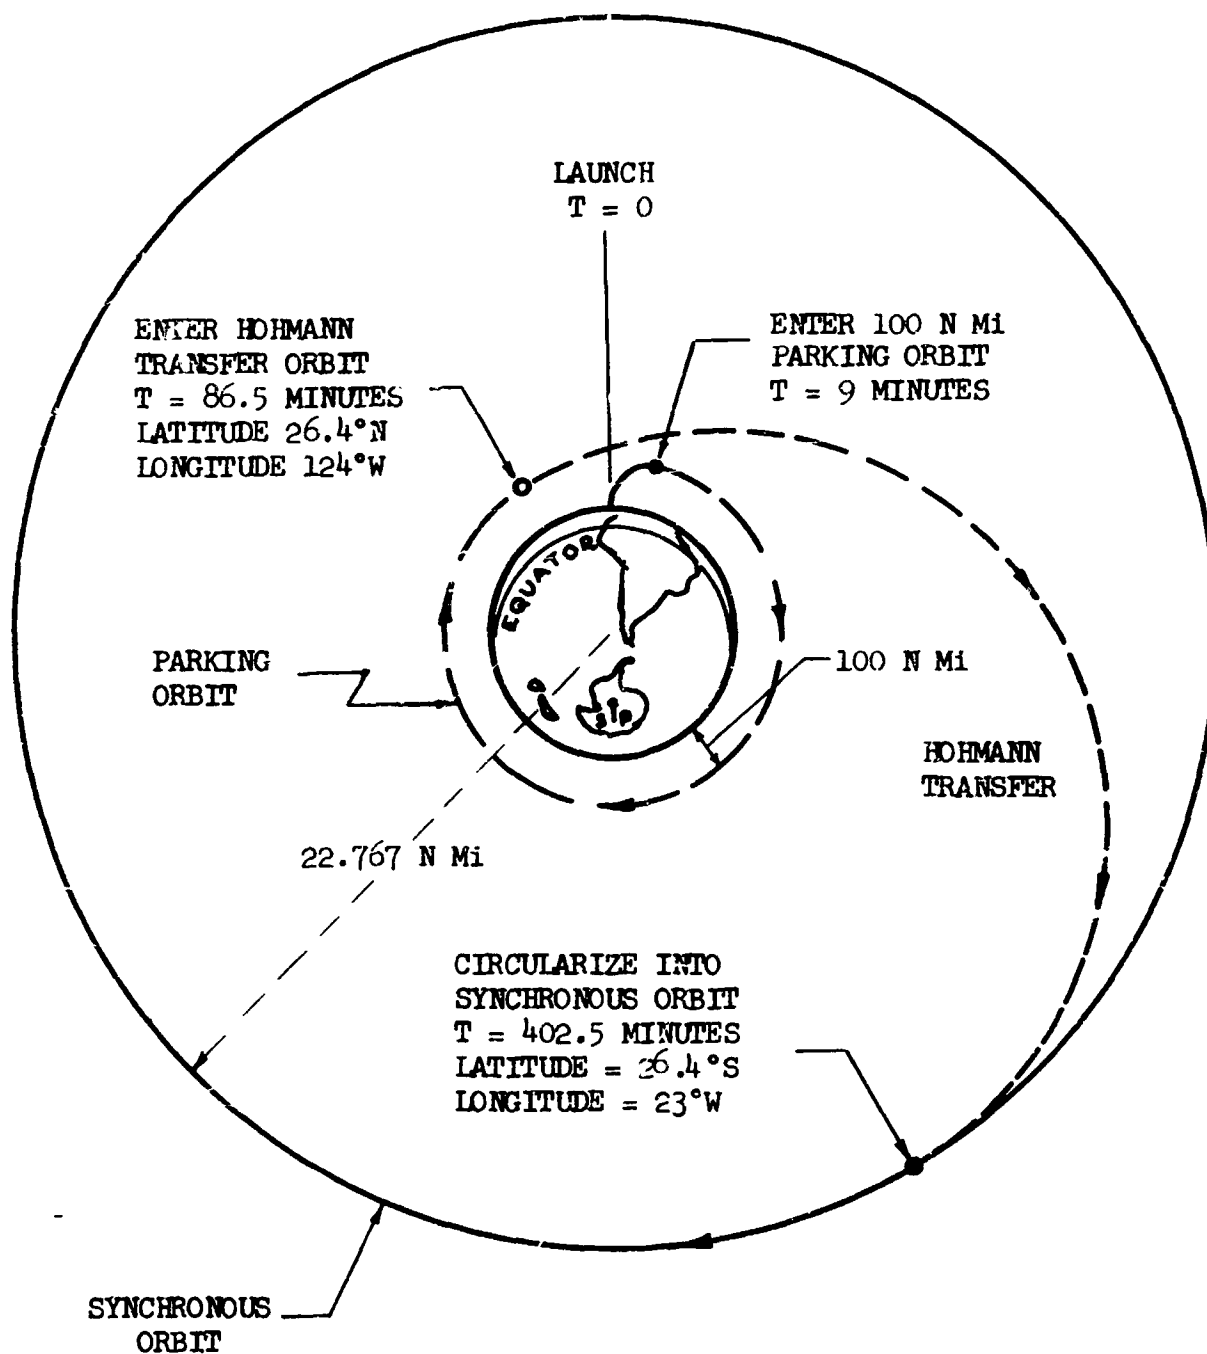 LAUNCH
T = 0
ENTER HOHMANN
TRANSFER ORBIT
T = 86.5 MINUTES
LATITUDE 26.4°N
LONGITUDE 124°W
ENTER 100 N Mi
PARKING ORBIT
T = 9 MINUTES
EQUATOR
PARKING
ORBIT
100 N Mi
SP
HOHMANN
TRANSFER
22.767 N Mi
CIRCULARIZE INTO
SYNCHRONOUS ORBIT
T = 402.5 MINUTES
LATITUDE = 26.4°S
LONGITUDE = 23°W
SYNCHRONOUS
ORBIT